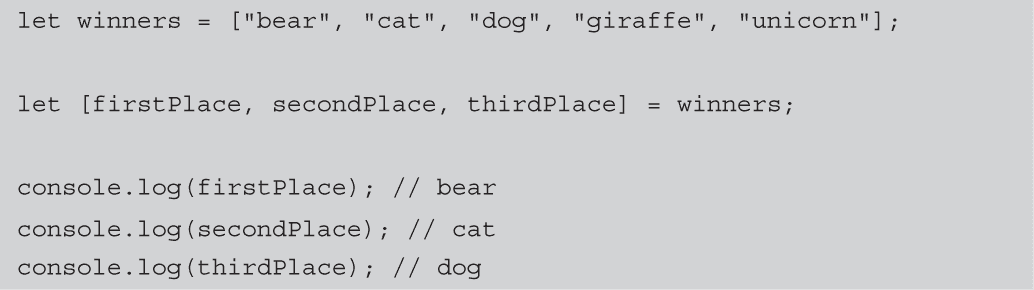 let winners = ["bear", "cat", "dog", "giraffe", "unicorn"];
let [firstPlace, secondPlace, thirdPlace] = winners;
console.log(firstPlace); // bear
console.log(secondPlace); // cat
console.log(thirdPlace); // dog